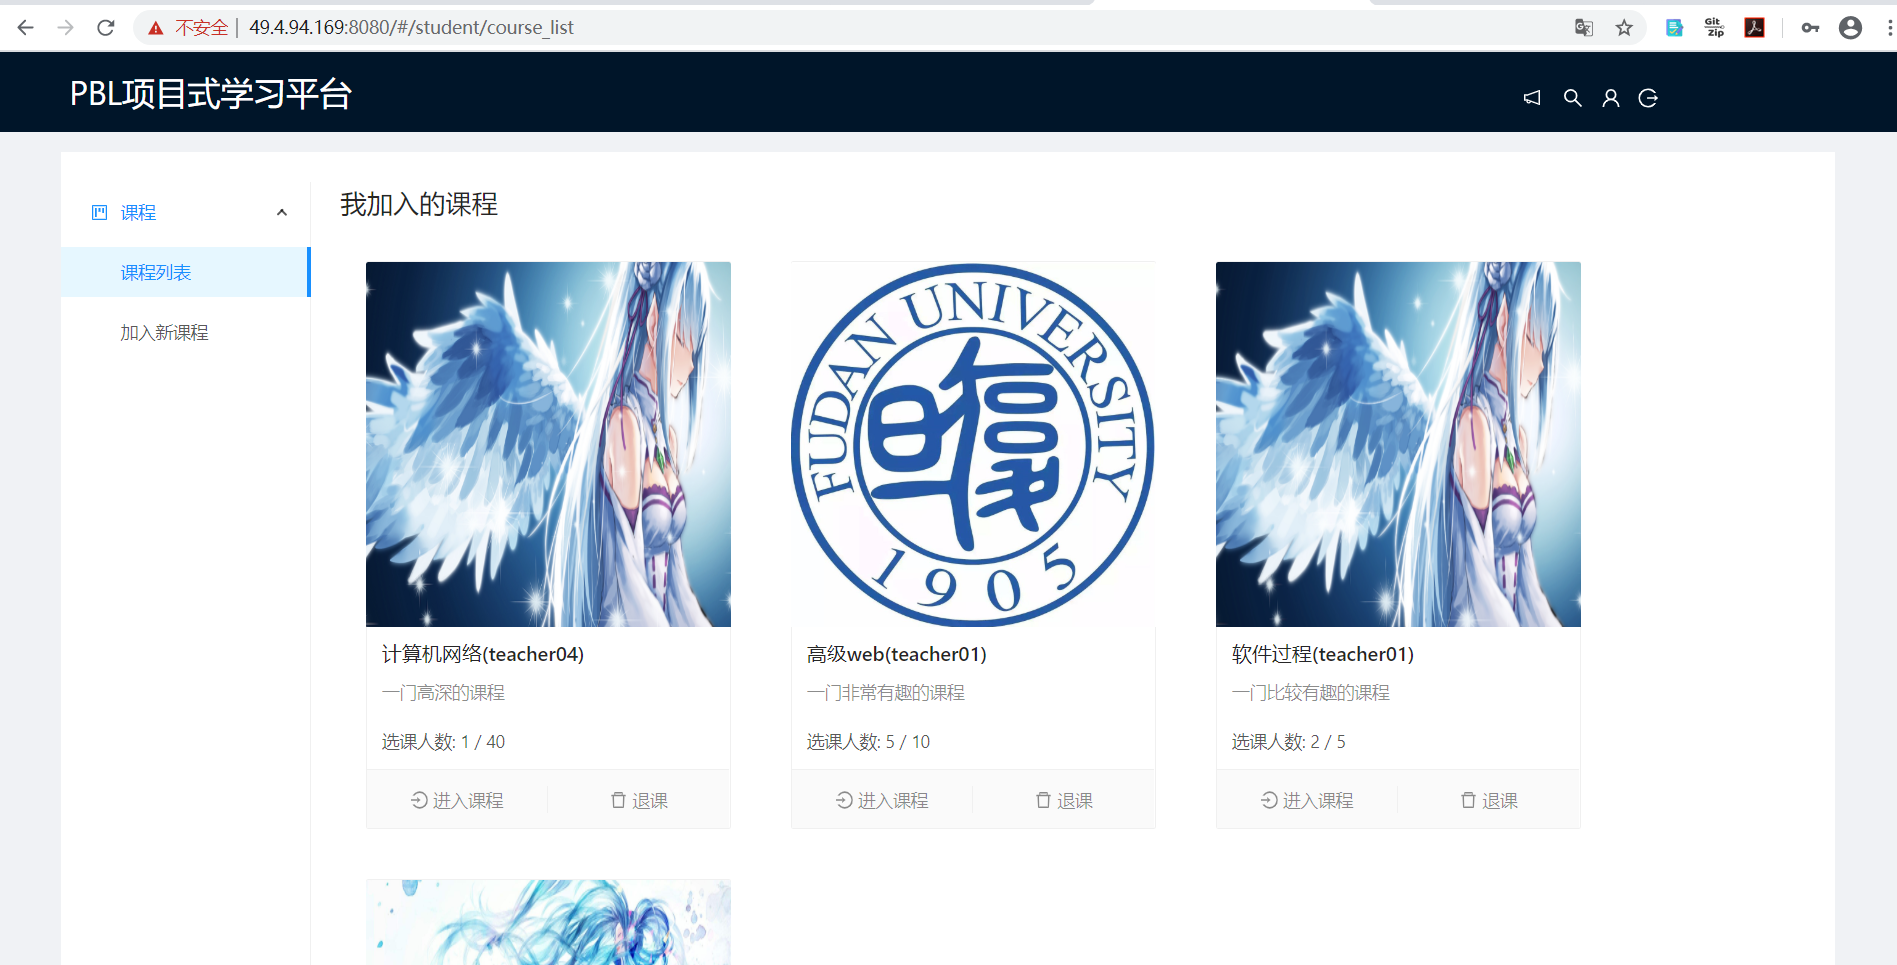 不安全 | 49.4.94.169:8080/#/student/course_list
Git Zip
PBL项目式学习平台
课程
课程列表
加入新课程
我加入的课程
FUDAN UNIVERSITY
復旦
1905
计算机网络(teacher04)
一门高深的课程
选课人数: 1 / 40
进入课程
退课
高级web(teacher01)
一门非常有趣的课程
选课人数: 5 / 10
进入课程
退课
软件过程(teacher01)
一门比较有趣的课程
选课人数: 2 / 5
进入课程
退课